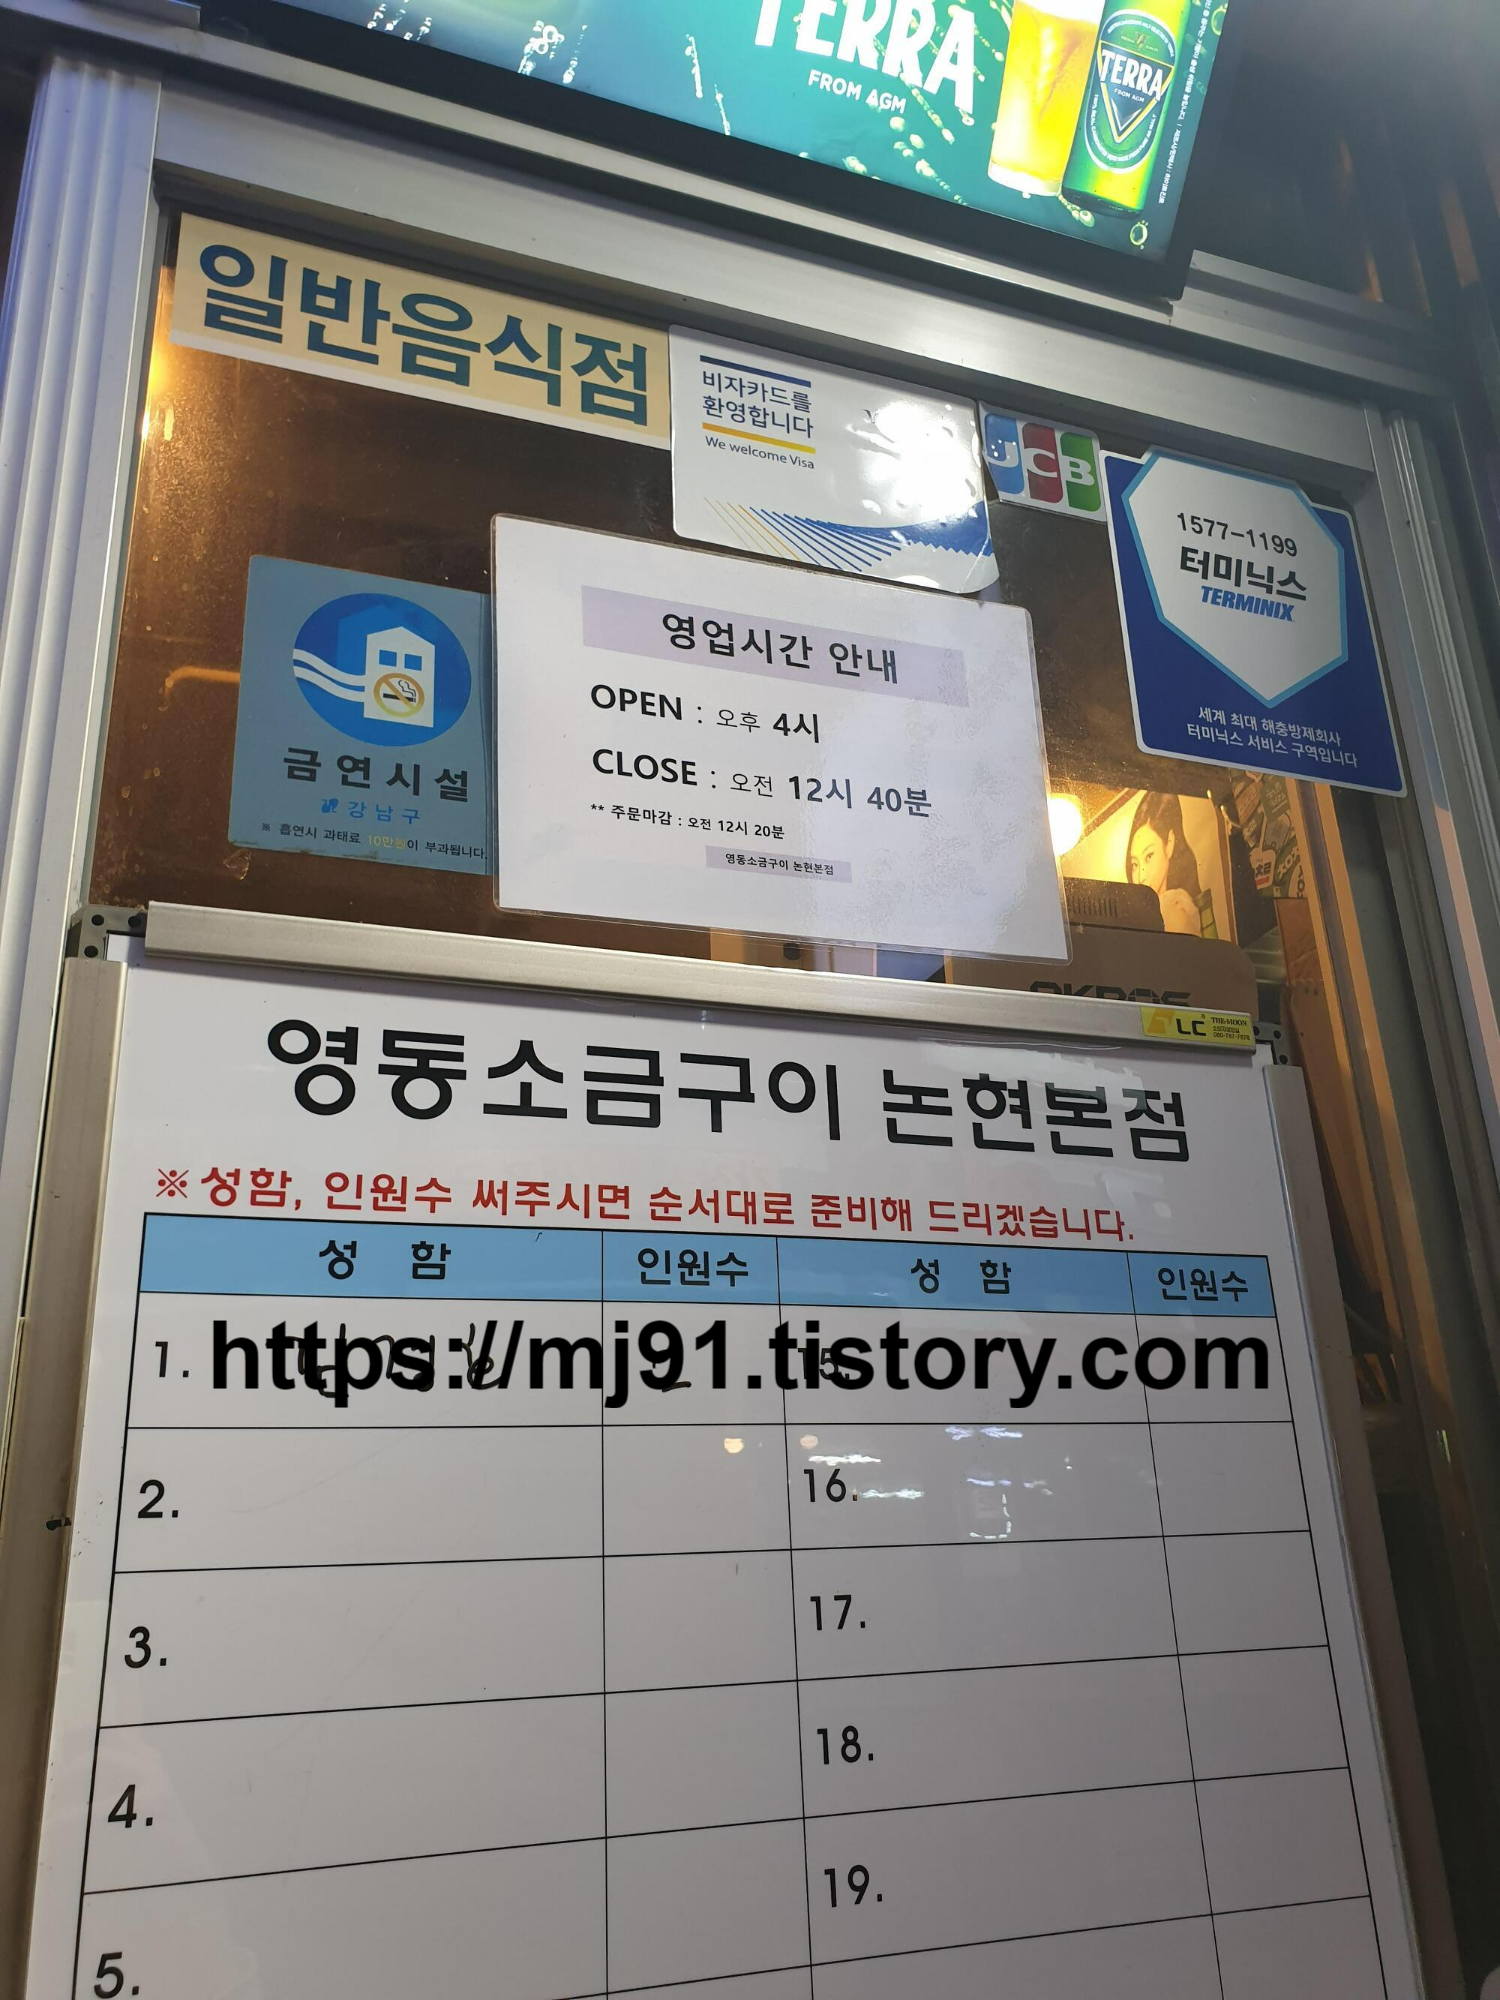 TERRA
FROM AGM
TERRA
FROM AGM
일반음식점
비자카드를
환영합니다
We welcome Visa
JCB
1577-1199
터미닉스
TERMINIX
세계 최대 해충방제회사
터미닉스 서비스 구역입니다
금연시설
강남구
※ 흡연시 과태료 10만원이 부과됩니다.
영업시간 안내
OPEN : 오후 4시
CLOSE : 오전 12시 40분
** 주문마감 : 오전 12시 20분
영동소금구이 논현본점
LC
THE-MOON
영동소금구이 논현본점
※ 성함, 인원수 써주시면 순서대로 준비해 드리겠습니다.
성 함 인원수 성 함 인원수
1. 15.
https://mj91.tistory.com
2. 16.
3. 17.
4. 18.
5. 19.